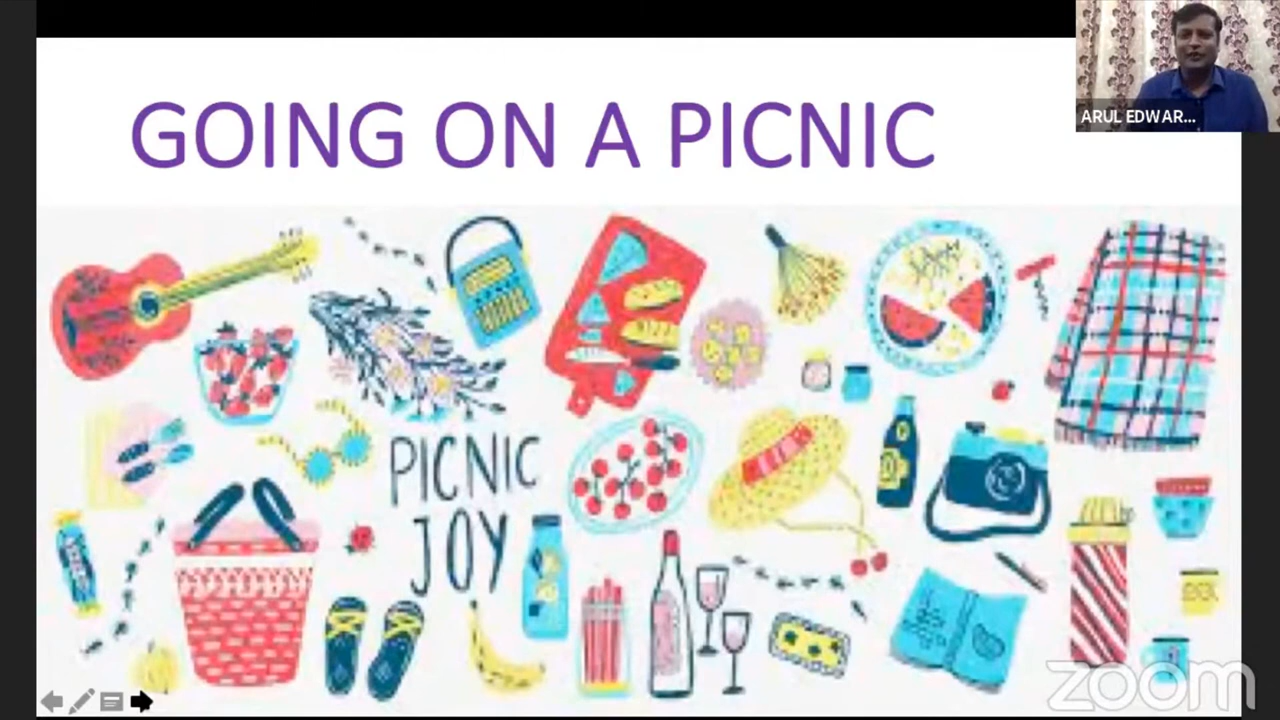 GOING ON A PICNIC
ARUL EDWAR...
PICNIC
JOY
zoom